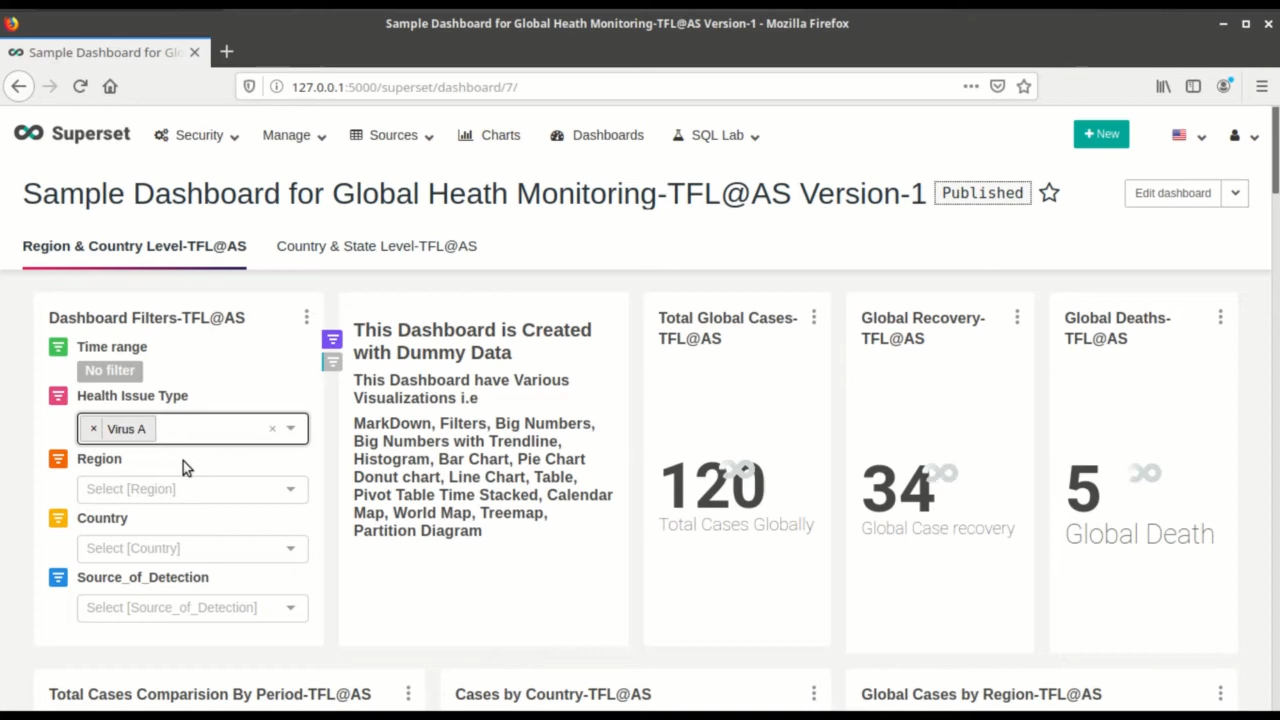 Sample Dashboard for Global Heath Monitoring-TFL@AS Version-1 - Mozilla Firefox
Sample Dashboard for Glo
127.0.0.1:5000/superset/dashboard/7/
Superset
Security
Manage
Sources
Charts
Dashboards
SQL Lab
+ New
Sample Dashboard for Global Heath Monitoring-TFL@AS Version-1
Published
Edit dashboard
Region & Country Level-TFL@AS
Country & State Level-TFL@AS
Dashboard Filters-TFL@AS
Time range
No filter
Health Issue Type
× Virus A ×
Region
Select [Region]
Country
Select [Country]
Source_of_Detection
Select [Source_of_Detection]
This Dashboard is Created
with Dummy Data
This Dashboard have Various
Visualizations i.e
MarkDown, Filters, Big Numbers,
Big Numbers with Trendline,
Histogram, Bar Chart, Pie Chart
Donut chart, Line Chart, Table,
Pivot Table Time Stacked, Calendar
Map, World Map, Treemap,
Partition Diagram
Total Global Cases-
TFL@AS
120
Total Cases Globally
Global Recovery-
TFL@AS
34
Global Case recovery
Global Deaths-
TFL@AS
5
Global Death
Total Cases Comparision By Period-TFL@AS
Cases by Country-TFL@AS
Global Cases by Region-TFL@AS